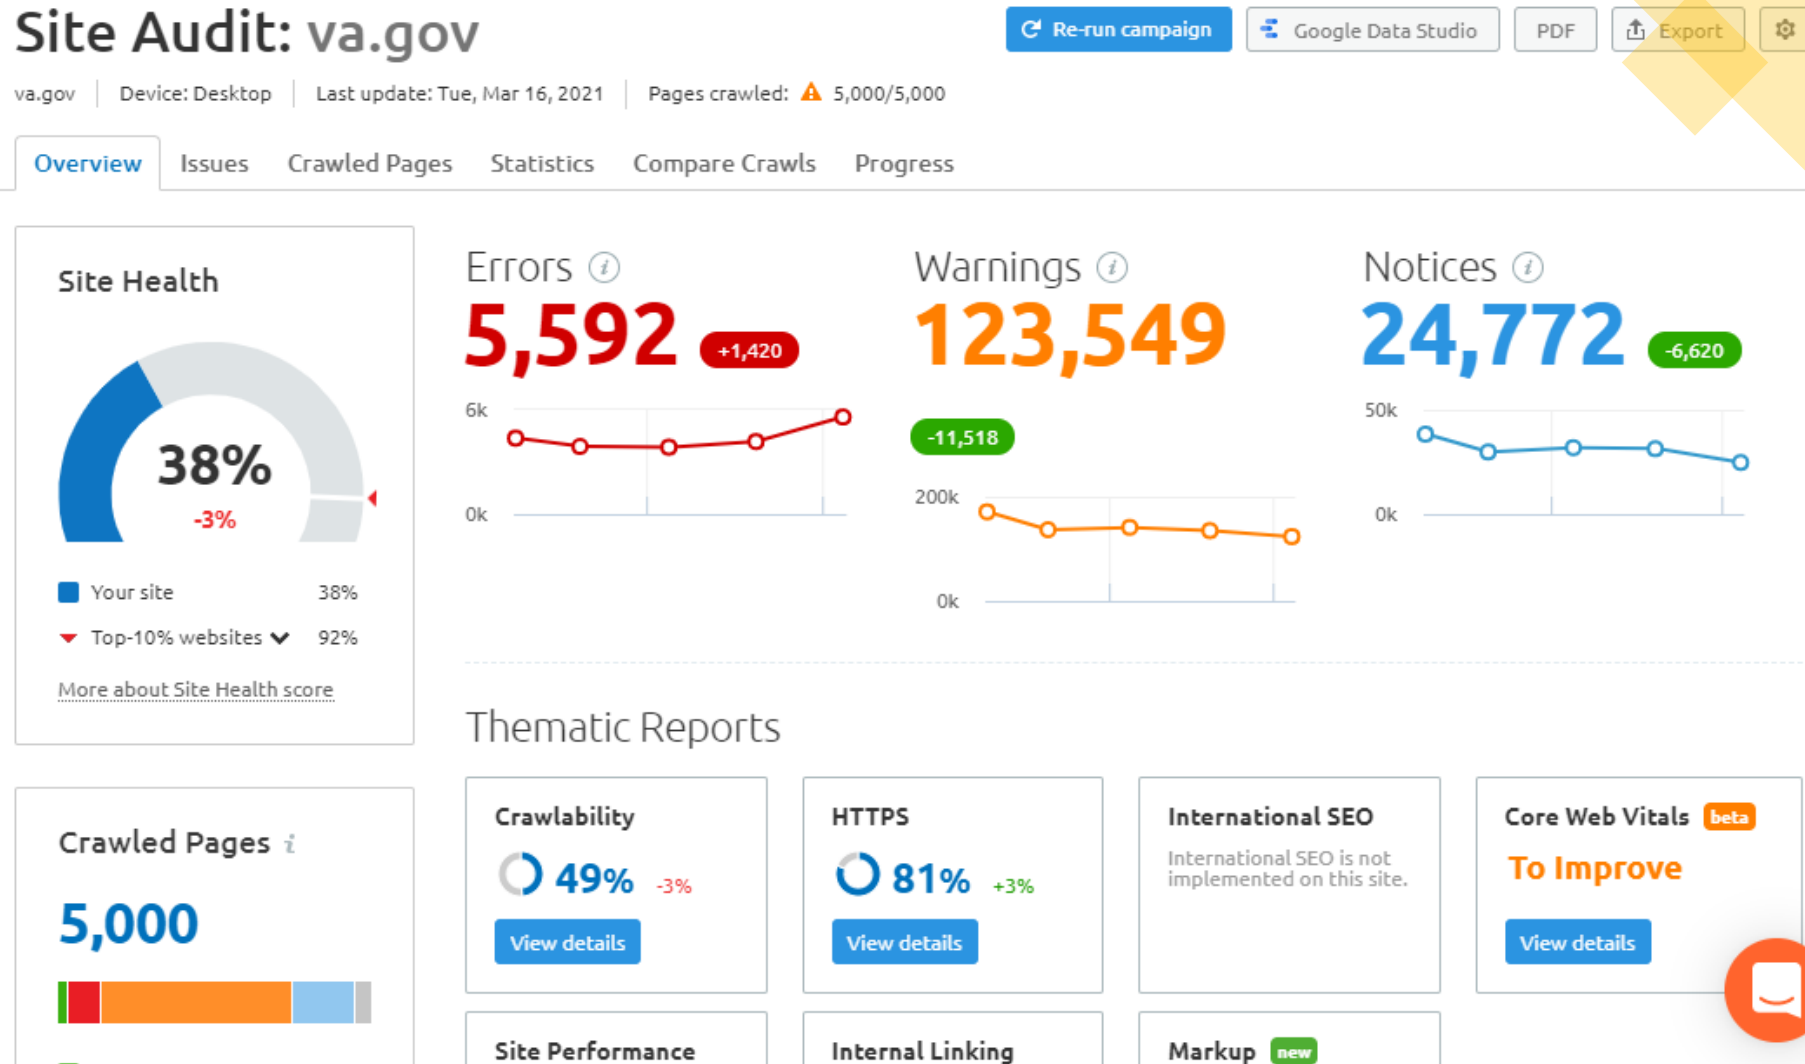 Site Audit: va.gov
Re-run campaign
Google Data Studio
PDF
Export
va.gov
Device: Desktop
Last update: Tue, Mar 16, 2021
Pages crawled: 5,000/5,000
Overview
Issues
Crawled Pages
Statistics
Compare Crawls
Progress
Site Health
38%
-3%
Your site 38%
Top-10% websites 92%
More about Site Health score
Errors i
5,592 +1,420
6k
0k
Warnings i
123,549
-11,518
200k
0k
Notices i
24,772 -6,620
50k
0k
Thematic Reports
Crawlability
49% -3%
View details
HTTPS
81% +3%
View details
International SEO
International SEO is not
implemented on this site.
Core Web Vitals beta
To Improve
View details
Crawled Pages i
5,000
Site Performance
Internal Linking
Markup new